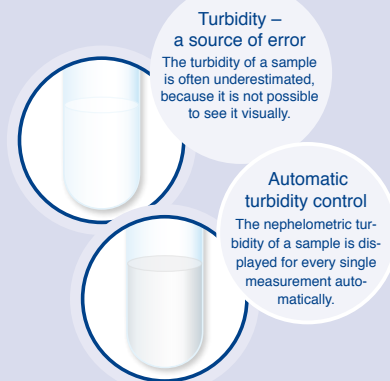 Turbidity –
a source of error
The turbidity of a sample
is often underestimated,
because it is not possible
to see it visually.
Automatic
turbidity control
The nephelometric tur-
bidity of a sample is dis-
played for every single
measurement auto-
matically.